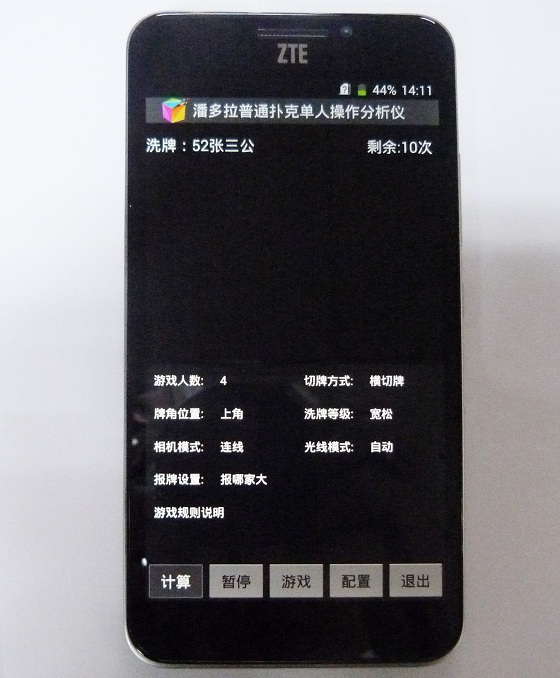 ZTE
44% 14:11
潘多拉普通扑克单人操作分析仪
洗牌：52张三公 剩余:10次
游戏人数: 4 切牌方式: 横切牌
牌角位置: 上角 洗牌等级: 宽松
相机模式: 连线 光线模式: 自动
报牌设置: 报哪家大
游戏规则说明
计算 暂停 游戏 配置 退出